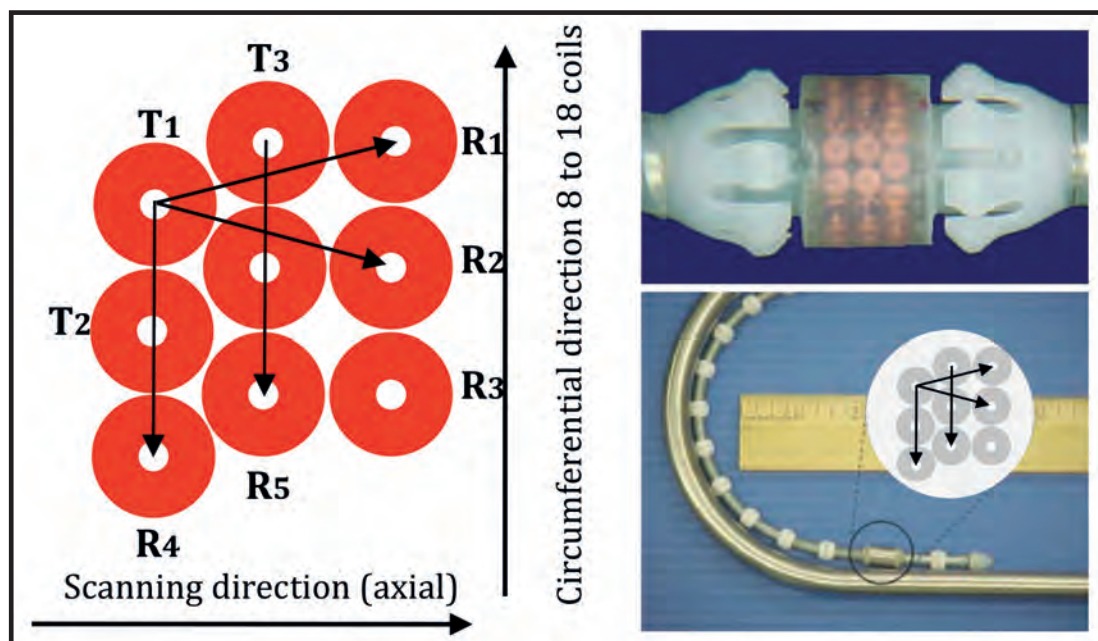 T3
T1
R1
T2
R2
R3
R5
R4
Scanning direction (axial)
Circumferential direction 8 to 18 coils